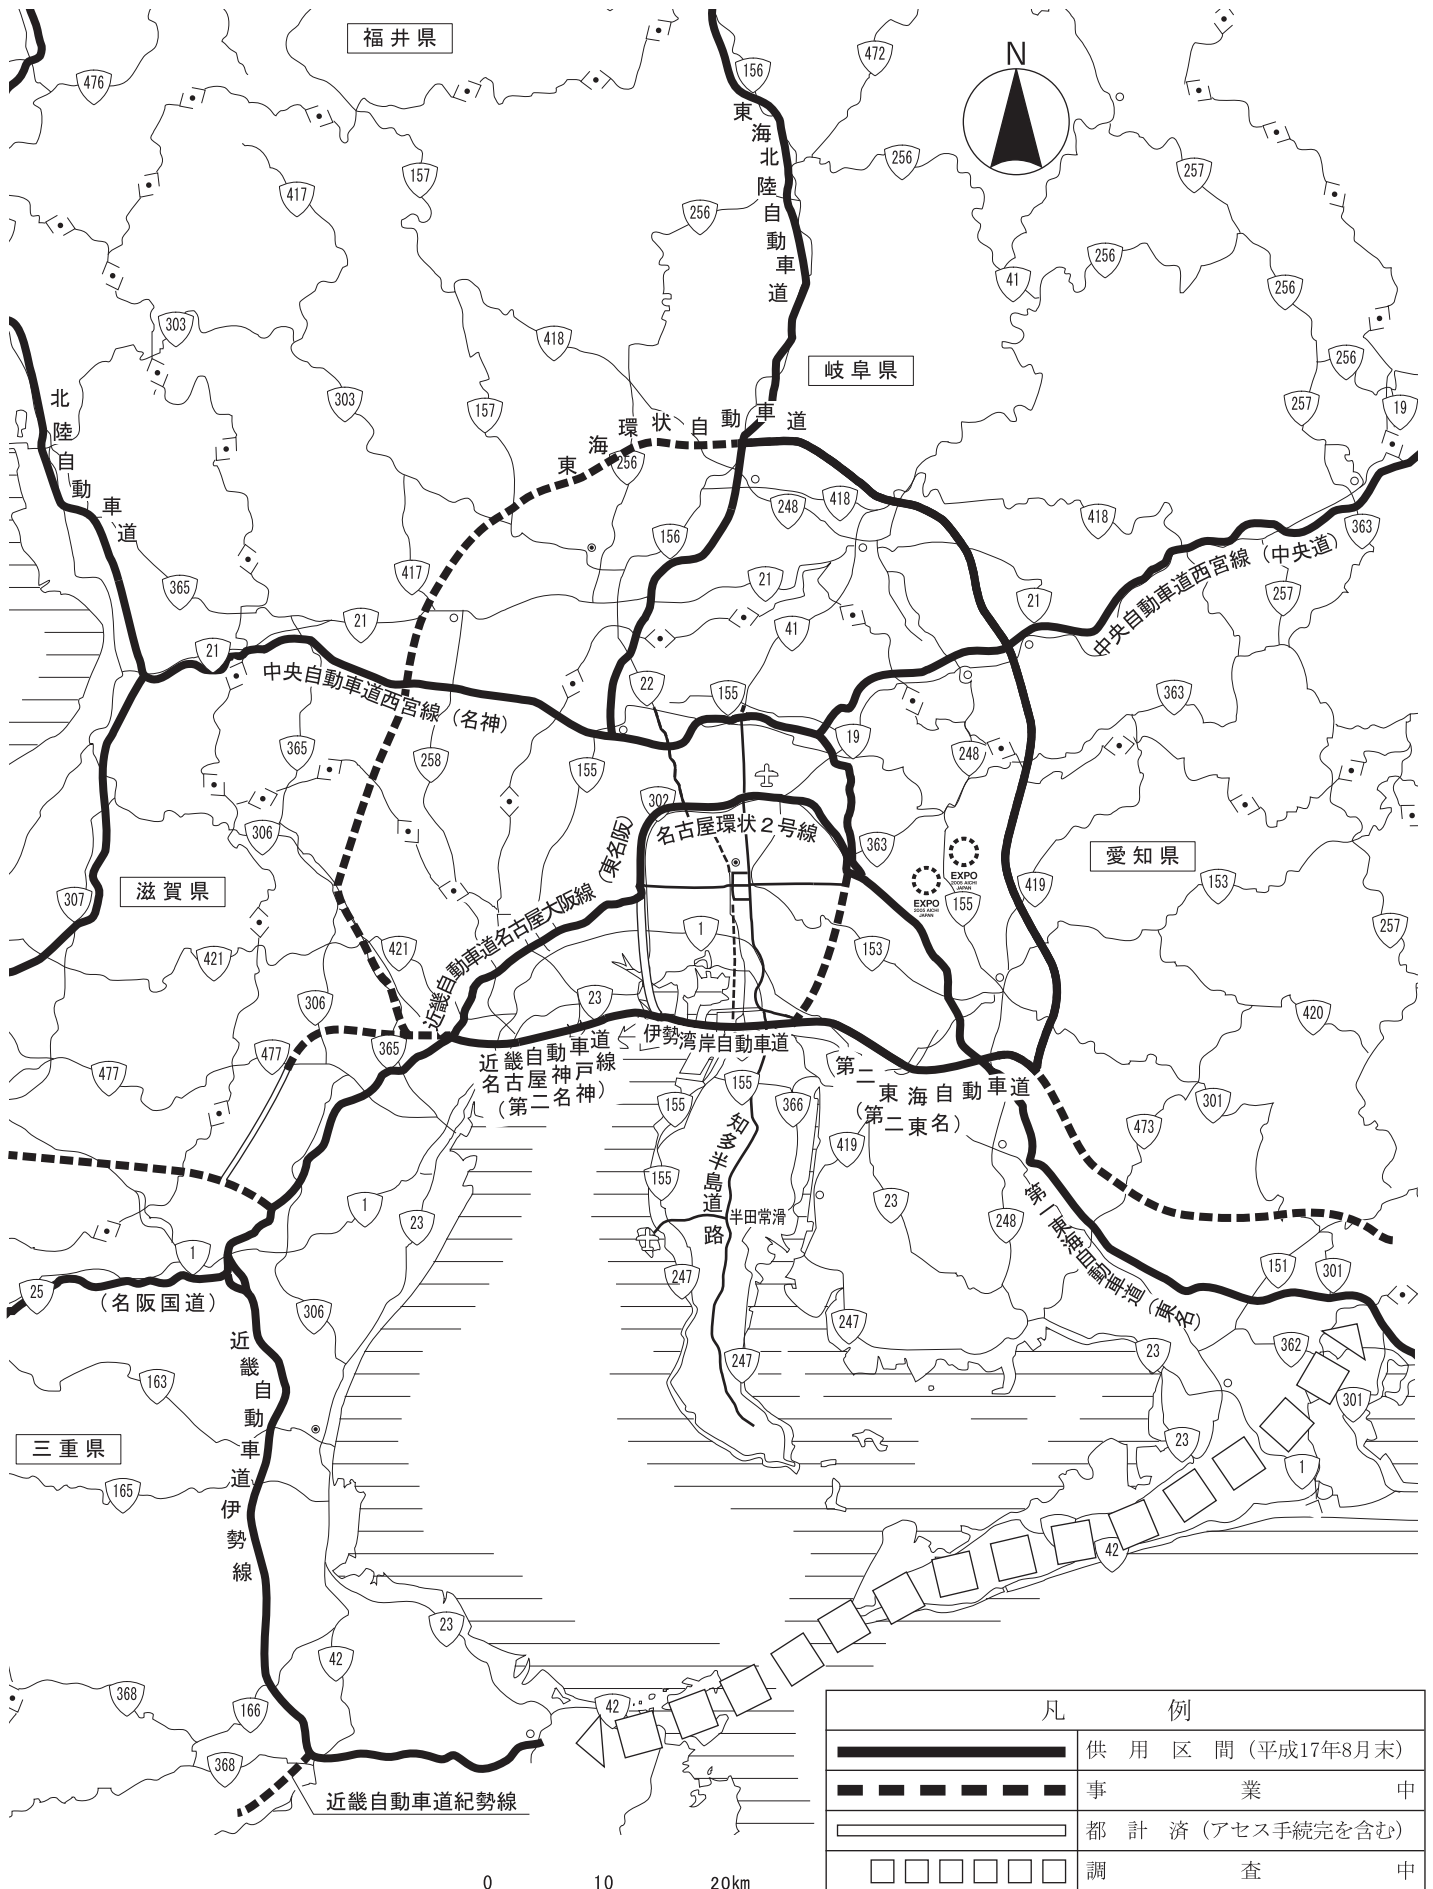 福井県
476
472
N
156
東海北陸自動車道
256
257
157
417
256
41
256
256
303
418
岐阜県
256
303
157
257
19
北陸自動車道
東海環状自動車道
256
248
418
418
363
156
417
365
21
21
257
中央自動車道西宮線(中央道)
21
21
41
22
155
363
中央自動車道西宮線(名神)
365
258
155
19
248
302
名古屋環状2号線
306
363
愛知県
(東名阪)
近畿自動車道名古屋大阪線
EXPO
2005 AICHI
JAPAN
EXPO
2005 AICHI
JAPAN
滋賀県
307
419
155
153
257
421
421
1
153
306
23
420
伊勢湾岸自動車道
365
477
477
近畿自動車道
名古屋神戸線
(第二名神)
第二東海自動車道
(第二東名)
155
155
366
301
473
419
知多半島道路
155
1
23
半田常滑
23
248
第一東海自動車道(東名)
1
25
(名阪国道)
247
151
301
306
247
近畿自動車道伊勢線
23
362
163
247
301
三重県
23
1
165
42
23
42
368
166
42
368
近畿自動車道紀勢線
凡例
供用区間(平成17年8月末)
事業中
都計済(アセス手続完を含む)
調査中
0 10 20km